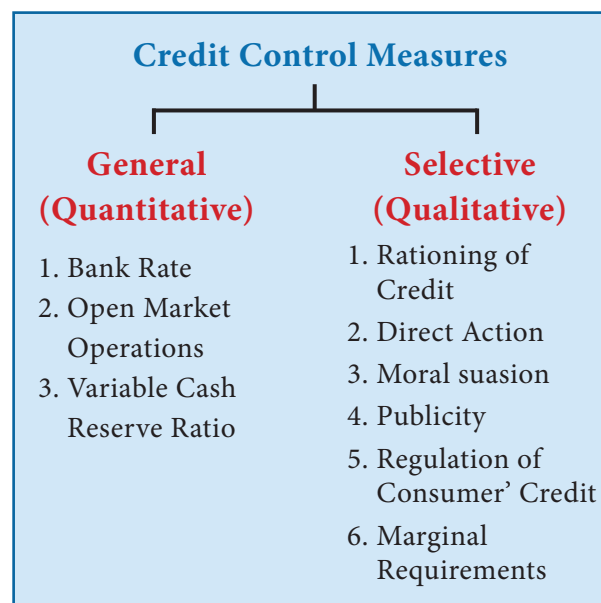 Credit Control Measures
General
(Quantitative)
1. Bank Rate
2. Open Market
Operations
3. Variable Cash
Reserve Ratio
Selective
(Qualitative)
1. Rationing of
Credit
2. Direct Action
3. Moral suasion
4. Publicity
5. Regulation of
Consumer’ Credit
6. Marginal
Requirements